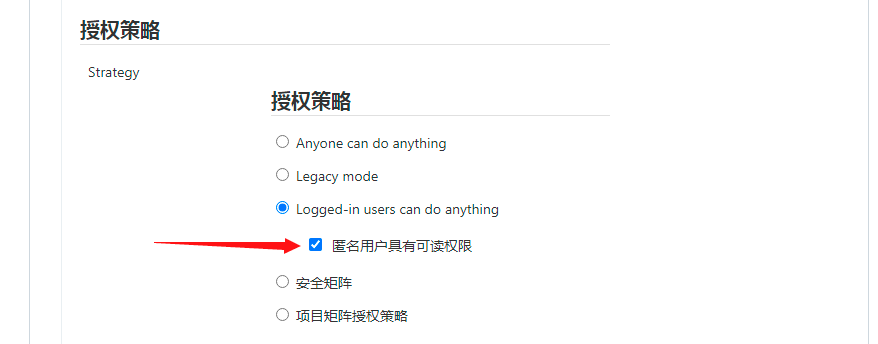 授权策略
Strategy
授权策略
Anyone can do anything
Legacy mode
Logged-in users can do anything
匿名用户具有可读权限
安全矩阵
项目矩阵授权策略